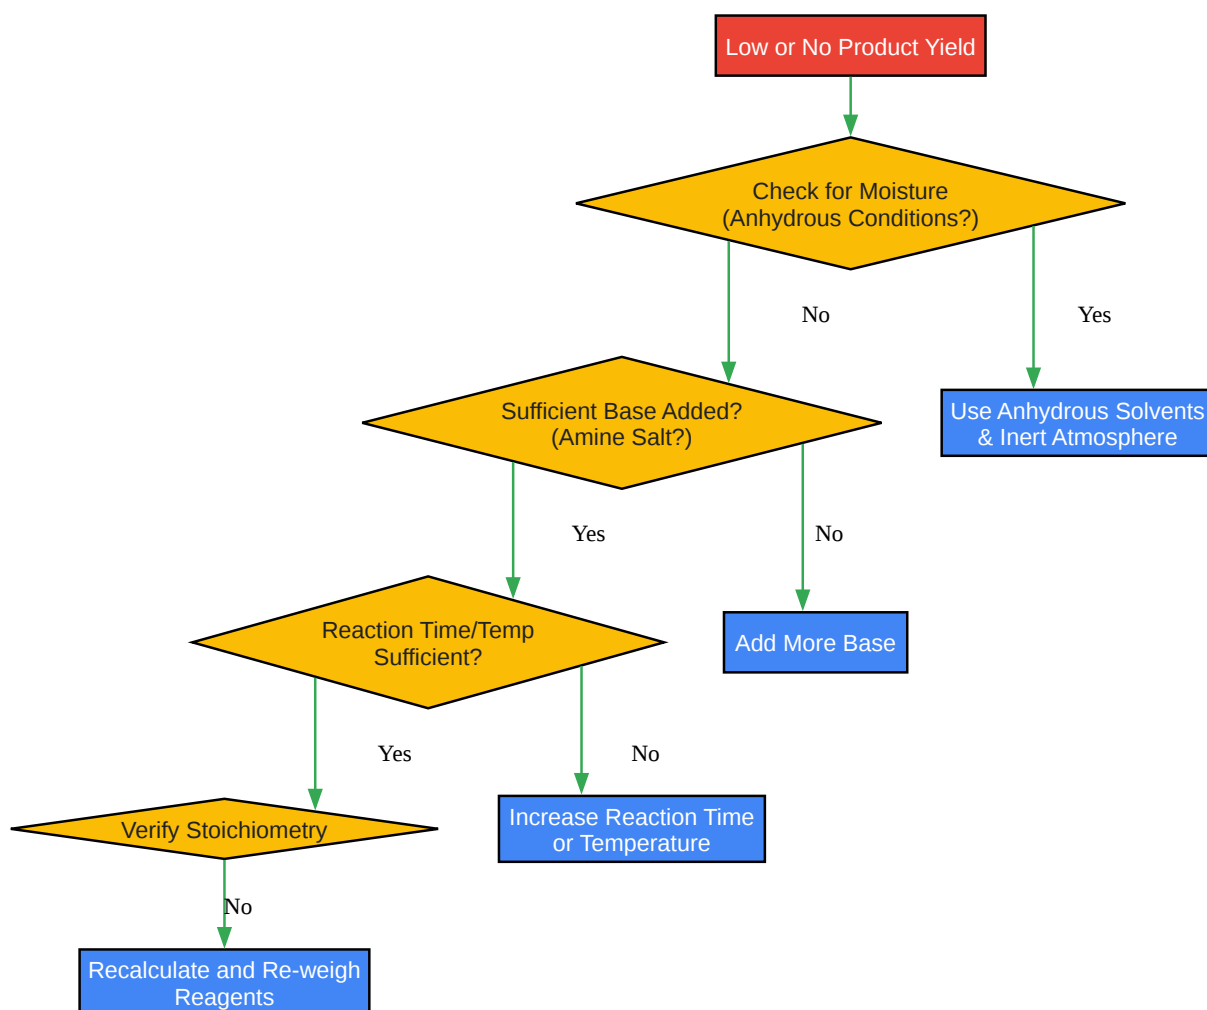 Low or No Product Yield
Check for Moisture
(Anhydrous Conditions?)
No
Yes
Use Anhydrous Solvents
& Inert Atmosphere
Sufficient Base Added?
(Amine Salt?)
Yes
No
Add More Base
Reaction Time/Temp
Sufficient?
Yes
No
Increase Reaction Time
or Temperature
Verify Stoichiometry
No
Recalculate and Re-weigh
Reagents